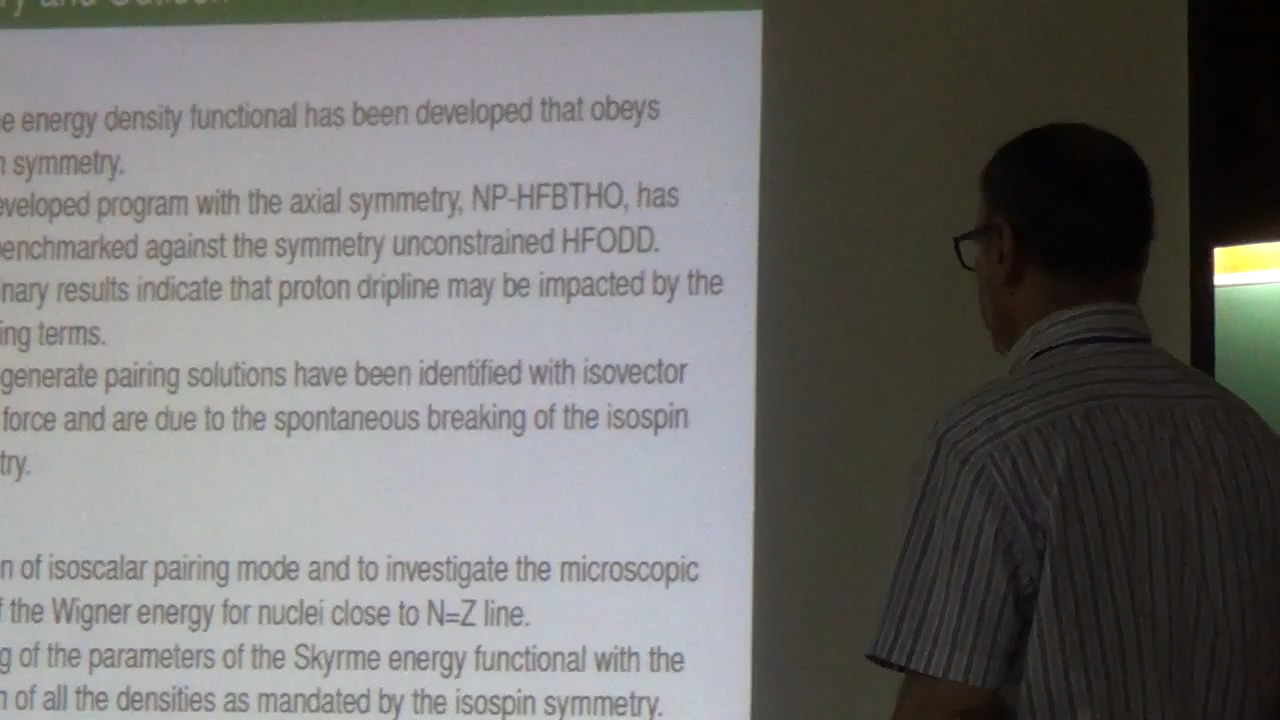 e energy density functional has been developed that obeys
symmetry.
eveloped program with the axial symmetry, NP-HFBTHO, has
enchmarked against the symmetry unconstrained HFODD.
nary results indicate that proton dripline may be impacted by the
ing terms.
generate pairing solutions have been identified with isovector
force and are due to the spontaneous breaking of the isospin
try.
n of isoscalar pairing mode and to investigate the microscopic
the Wigner energy for nuclei close to N=Z line.
g of the parameters of the Skyrme energy functional with the
n of all the densities as mandated by the isospin symmetry.